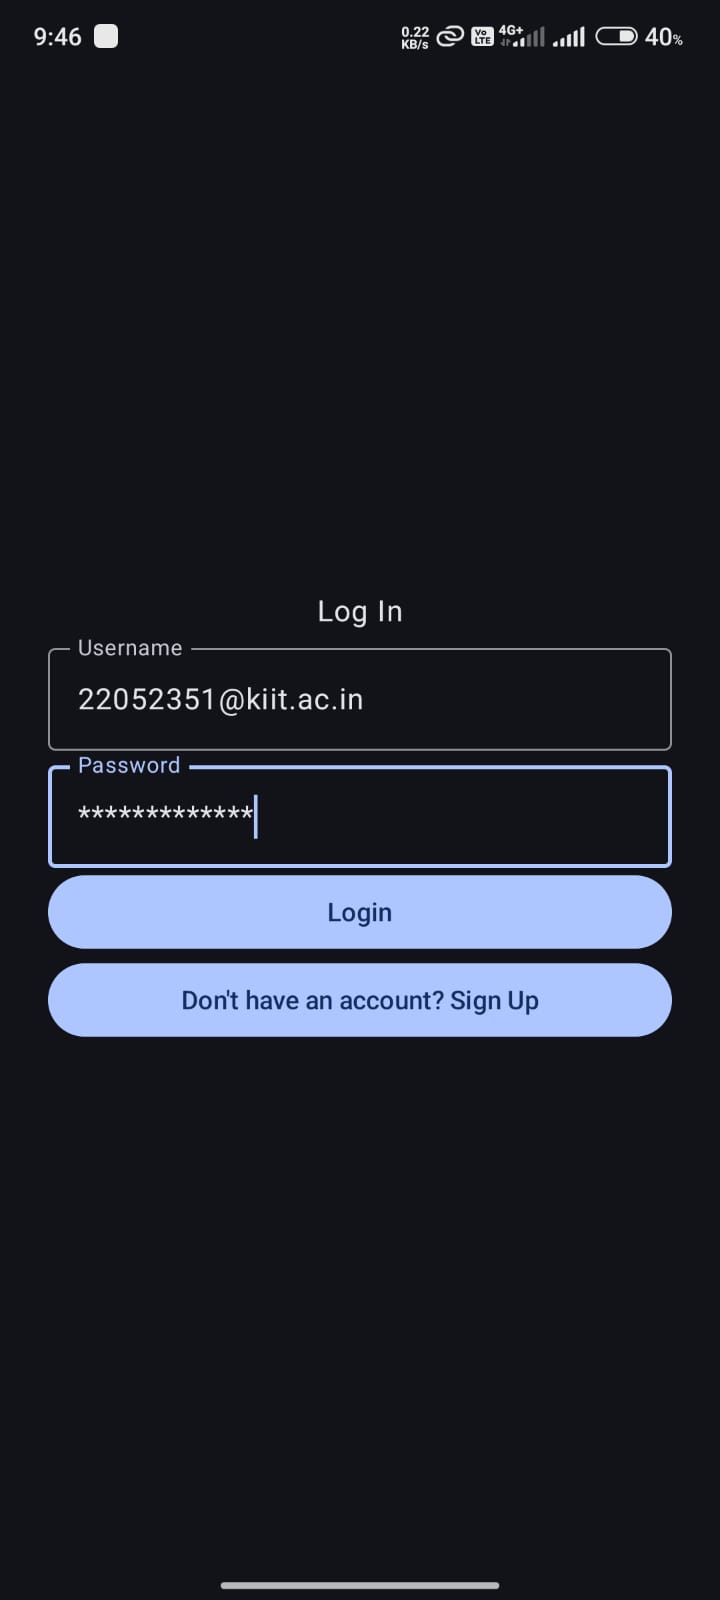 9:46 0.22 KB/s Vo LTE 4G+ 40%
Log In
Username
22052351@kiit.ac.in
Password
*************
Login
Don't have an account? Sign Up